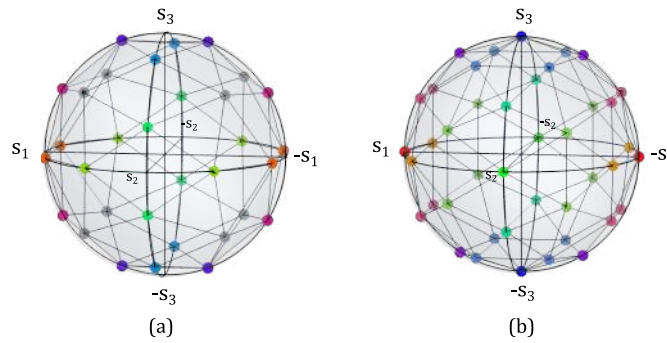 s₃ s₃
-s₂ -s₂
s₁ -s₁ s₁ -s
s₂ s₂
-s₃ -s₃
(a) (b)